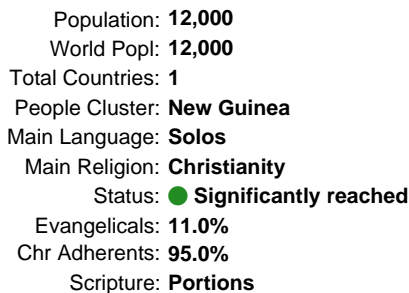 Population: 12,000
World Popl: 12,000
Total Countries: 1
People Cluster: New Guinea
Main Language: Solos
Main Religion: Christianity
Status: Significantly reached
Evangelicals: 11.0%
Chr Adherents: 95.0%
Scripture: Portions